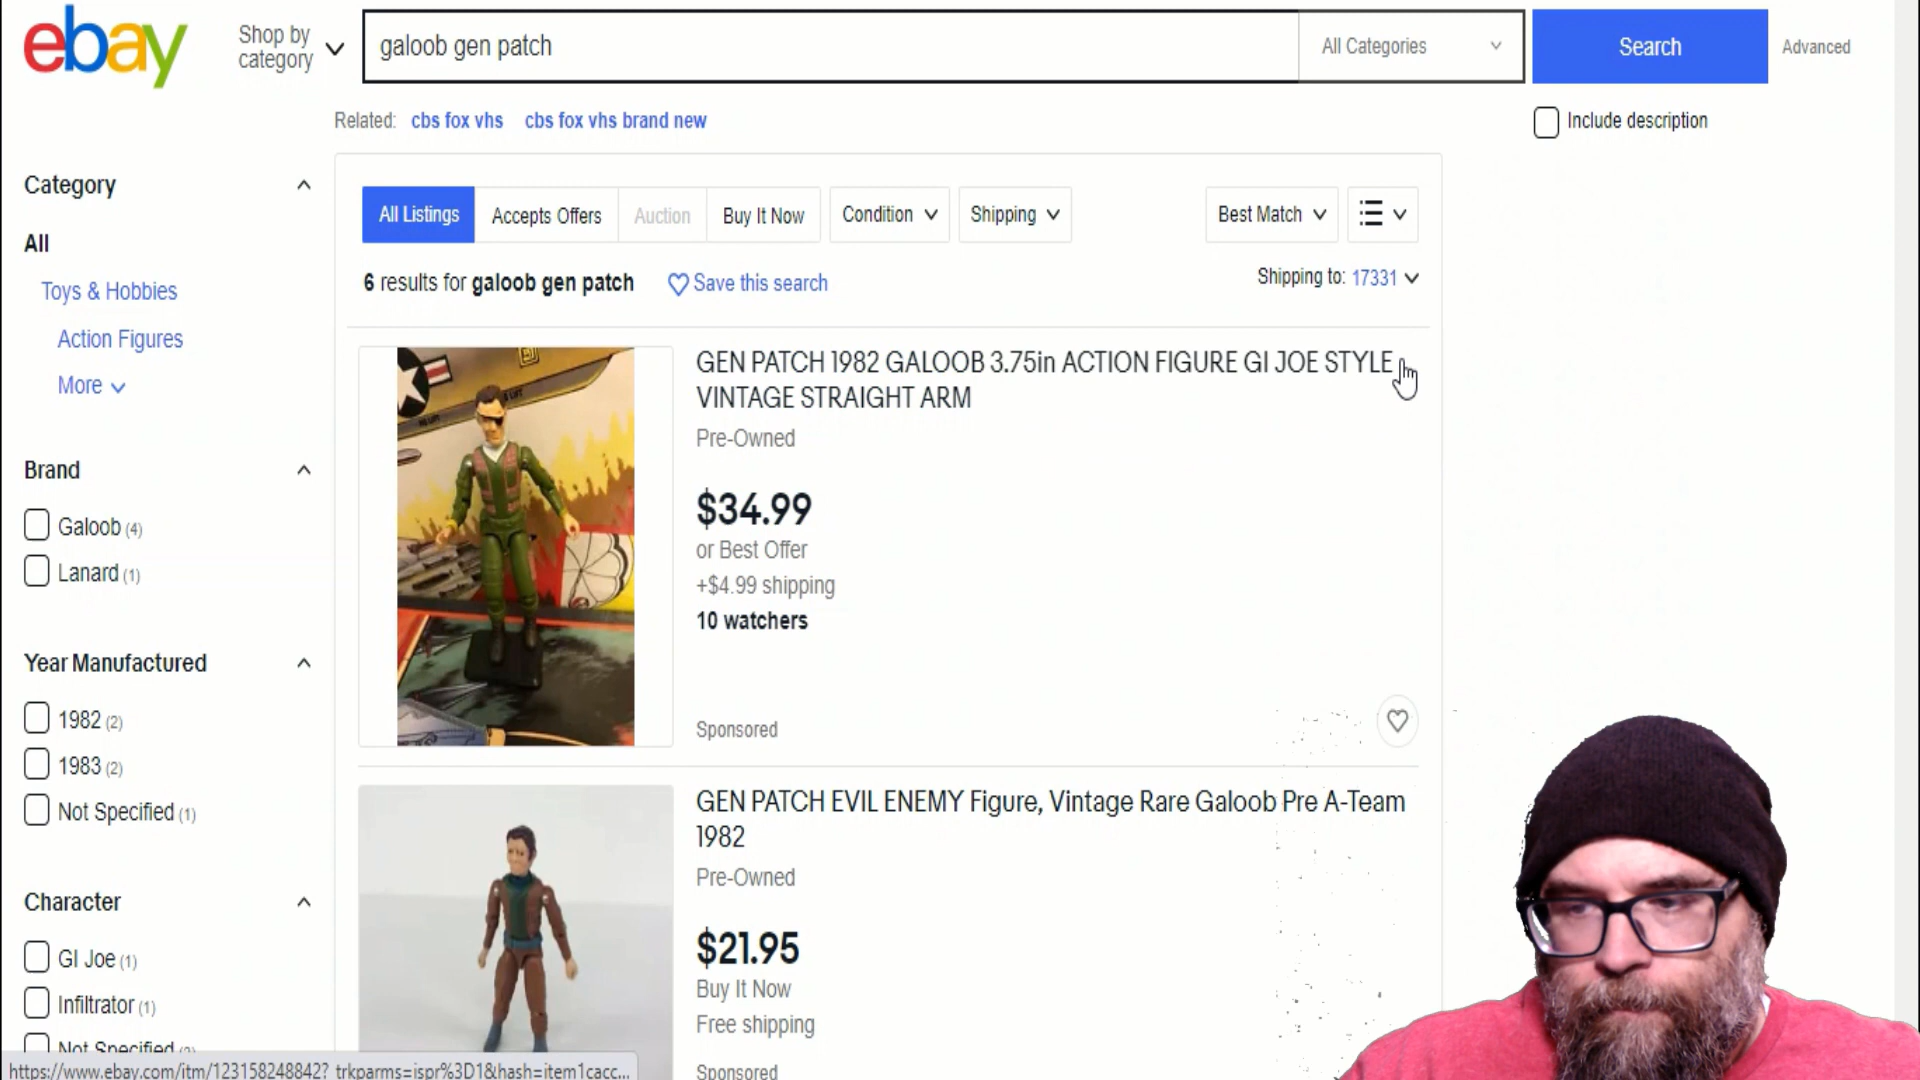 ebay
Shop by
category
galoob gen patch
All Categories
Search
Advanced
Related: cbs fox vhs cbs fox vhs brand new
Include description
Category
All
Toys & Hobbies
Action Figures
More
Brand
Galoob (4)
Lanard (1)
Year Manufactured
1982 (2)
1983 (2)
Not Specified (1)
Character
GI Joe (1)
Infiltrator (1)
Not Specified
All Listings
Accepts Offers
Auction
Buy It Now
Condition
Shipping
Best Match
6 results for galoob gen patch
Save this search
Shipping to: 17331
GEN PATCH 1982 GALOOB 3.75in ACTION FIGURE GI JOE STYLE
VINTAGE STRAIGHT ARM
Pre-Owned
$34.99
or Best Offer
+$4.99 shipping
10 watchers
Sponsored
GEN PATCH EVIL ENEMY Figure, Vintage Rare Galoob Pre A-Team
1982
Pre-Owned
$21.95
Buy It Now
Free shipping
Sponsored
https://www.ebay.com/itm/123158248842?_trkparms=ispr%3D1&hash=item1cacc...